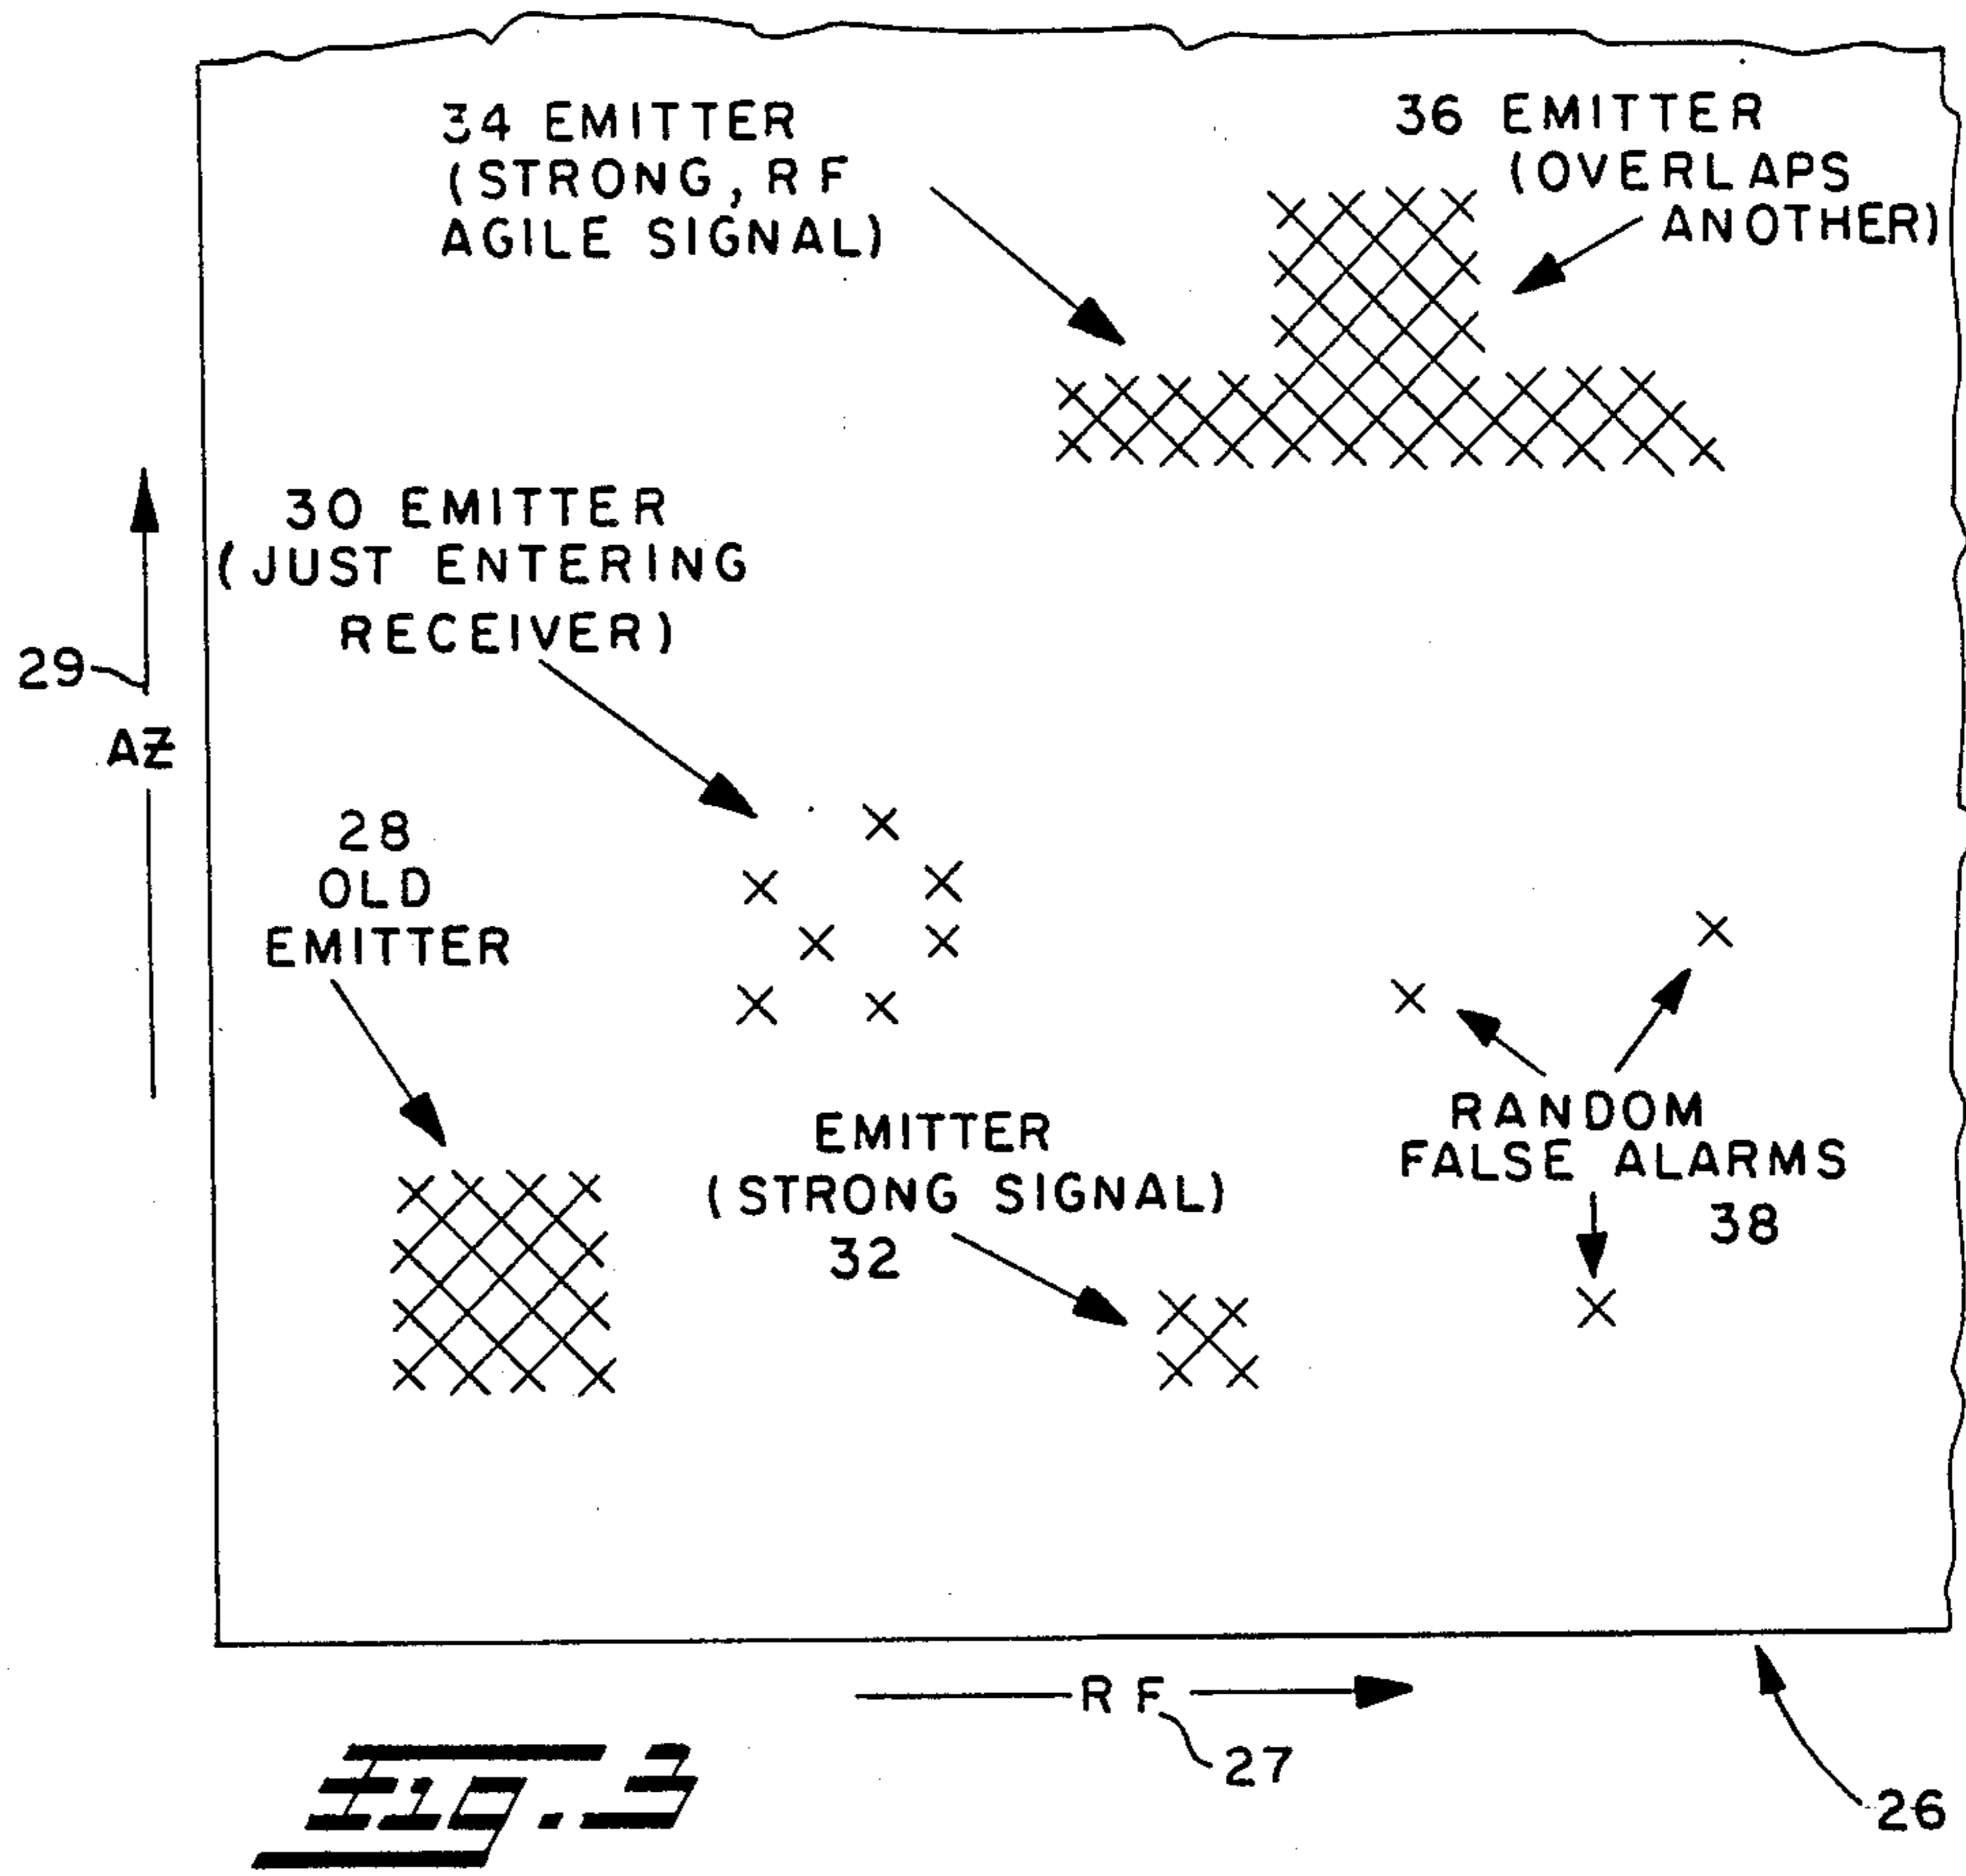 34 EMITTER
(STRONG, RF
AGILE SIGNAL)
36 EMITTER
(OVERLAPS
ANOTHER)
30 EMITTER
(JUST ENTERING
RECEIVER)
29
AZ
28
OLD
EMITTER
EMITTER
(STRONG SIGNAL)
32
RANDOM
FALSE ALARMS
38
RF
27
26
Fig. 3